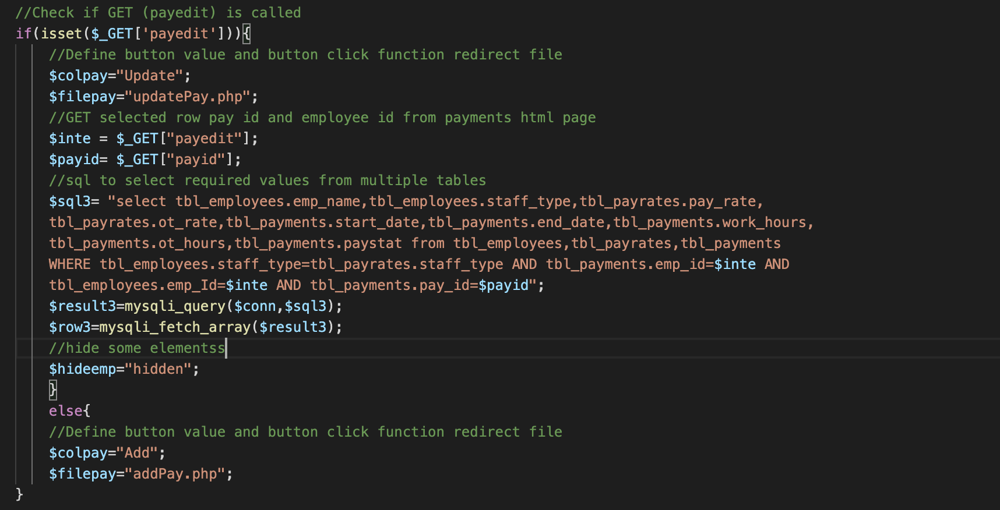 //Check if GET (payedit) is called
if(isset($_GET['payedit'])){
//Define button value and button click function redirect file
$colpay="Update";
$filepay="updatePay.php";
//GET selected row pay id and employee id from payments html page
$inte = $_GET["payedit"];
$payid= $_GET["payid"];
//sql to select required values from multiple tables
$sql3= "select tbl_employees.emp_name,tbl_employees.staff_type,tbl_payrates.pay_rate,
tbl_payrates.ot_rate,tbl_payments.start_date,tbl_payments.end_date,tbl_payments.work_hours,
tbl_payments.ot_hours,tbl_payments.paystat from tbl_employees,tbl_payrates,tbl_payments
WHERE tbl_employees.staff_type=tbl_payrates.staff_type AND tbl_payments.emp_id=$inte AND
tbl_employees.emp_Id=$inte AND tbl_payments.pay_id=$payid";
$result3=mysqli_query($conn,$sql3);
$row3=mysqli_fetch_array($result3);
//hide some elementss
$hideemp="hidden";
}
else{
//Define button value and button click function redirect file
$colpay="Add";
$filepay="addPay.php";
}